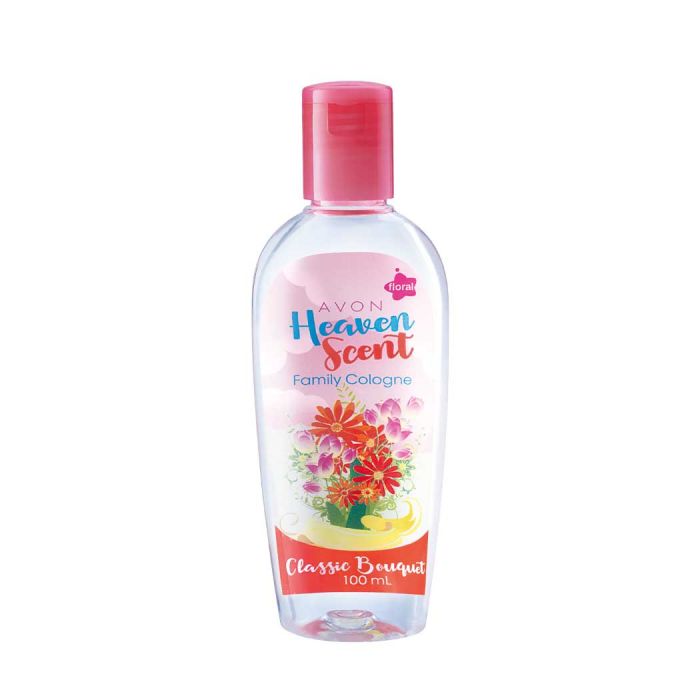 floral
AVON
Heaven
Scent
Family Cologne
Classic Bouquet
100 mL